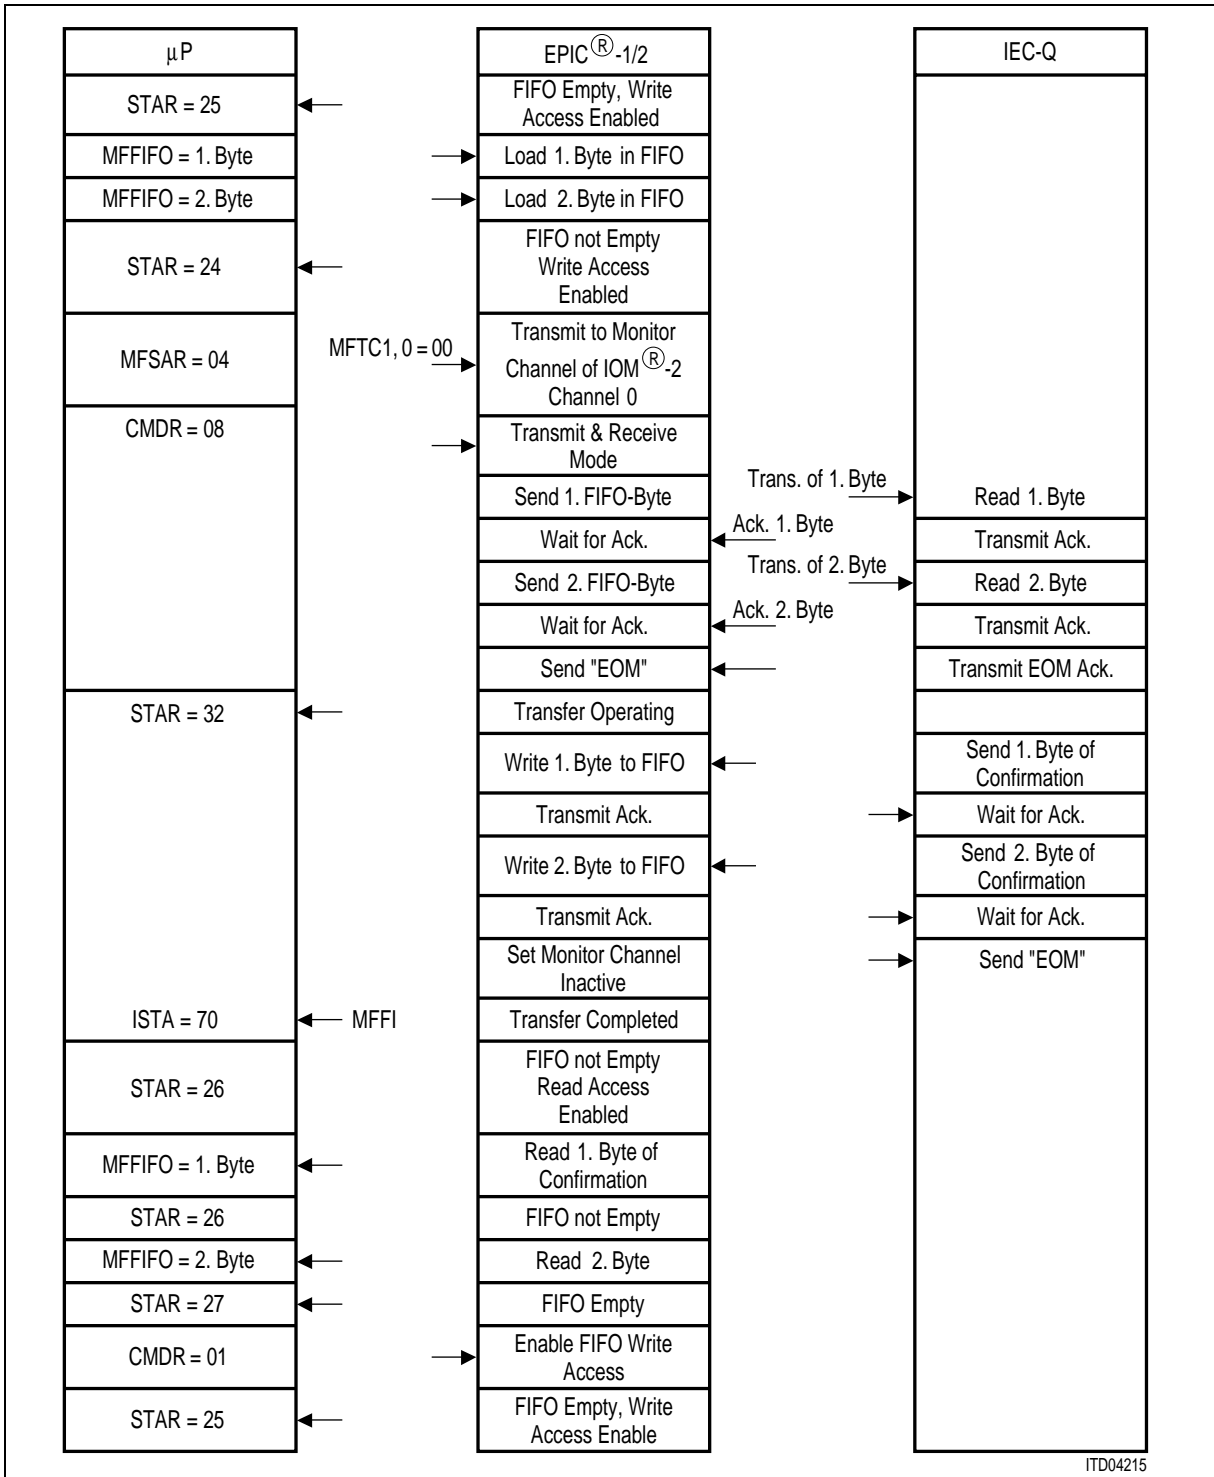 µP
EPIC®-1/2
IEC-Q
STAR = 25
FIFO Empty, Write
Access Enabled
MFFIFO = 1. Byte
Load 1. Byte in FIFO
MFFIFO = 2. Byte
Load 2. Byte in FIFO
STAR = 24
FIFO not Empty
Write Access
Enabled
MFSAR = 04
MFTC1, 0 = 00
Transmit to Monitor
Channel of IOM®-2
Channel 0
CMDR = 08
Transmit & Receive
Mode
Send 1. FIFO-Byte
Trans. of 1. Byte
Read 1. Byte
Wait for Ack.
Ack. 1. Byte
Transmit Ack.
Send 2. FIFO-Byte
Trans. of 2. Byte
Read 2. Byte
Wait for Ack.
Ack. 2. Byte
Transmit Ack.
Send "EOM"
Transmit EOM Ack.
STAR = 32
Transfer Operating
Write 1. Byte to FIFO
Send 1. Byte of
Confirmation
Transmit Ack.
Wait for Ack.
Write 2. Byte to FIFO
Send 2. Byte of
Confirmation
Transmit Ack.
Wait for Ack.
Set Monitor Channel
Inactive
Send "EOM"
ISTA = 70
MFFI
Transfer Completed
STAR = 26
FIFO not Empty
Read Access
Enabled
MFFIFO = 1. Byte
Read 1. Byte of
Confirmation
STAR = 26
FIFO not Empty
MFFIFO = 2. Byte
Read 2. Byte
STAR = 27
FIFO Empty
CMDR = 01
Enable FIFO Write
Access
STAR = 25
FIFO Empty, Write
Access Enable
ITD04215